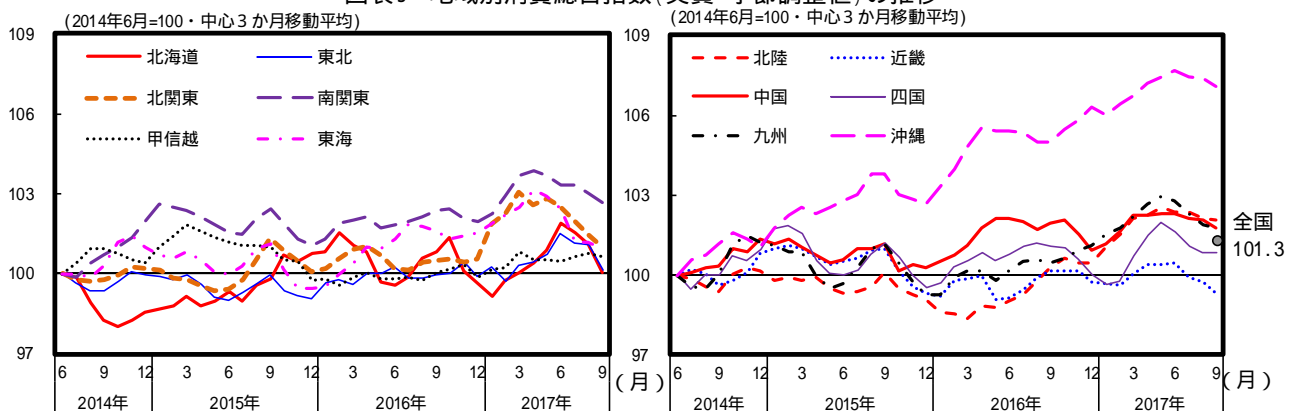 (2014年6月=100・中心3か月移動平均)
109
106
103
100
97
北海道
東北
北関東
南関東
甲信越
東海
6 9 12 3 6 9 12 3 6 9 12 3 6 9
(月)
2014年 2015年 2016年 2017年
(2014年6月=100・中心3か月移動平均)
109
106
103
100
97
北陸
近畿
中国
四国
九州
沖縄
全国
101.3
6 9 12 3 6 9 12 3 6 9 12 3 6 9
(月)
2014年 2015年 2016年 2017年